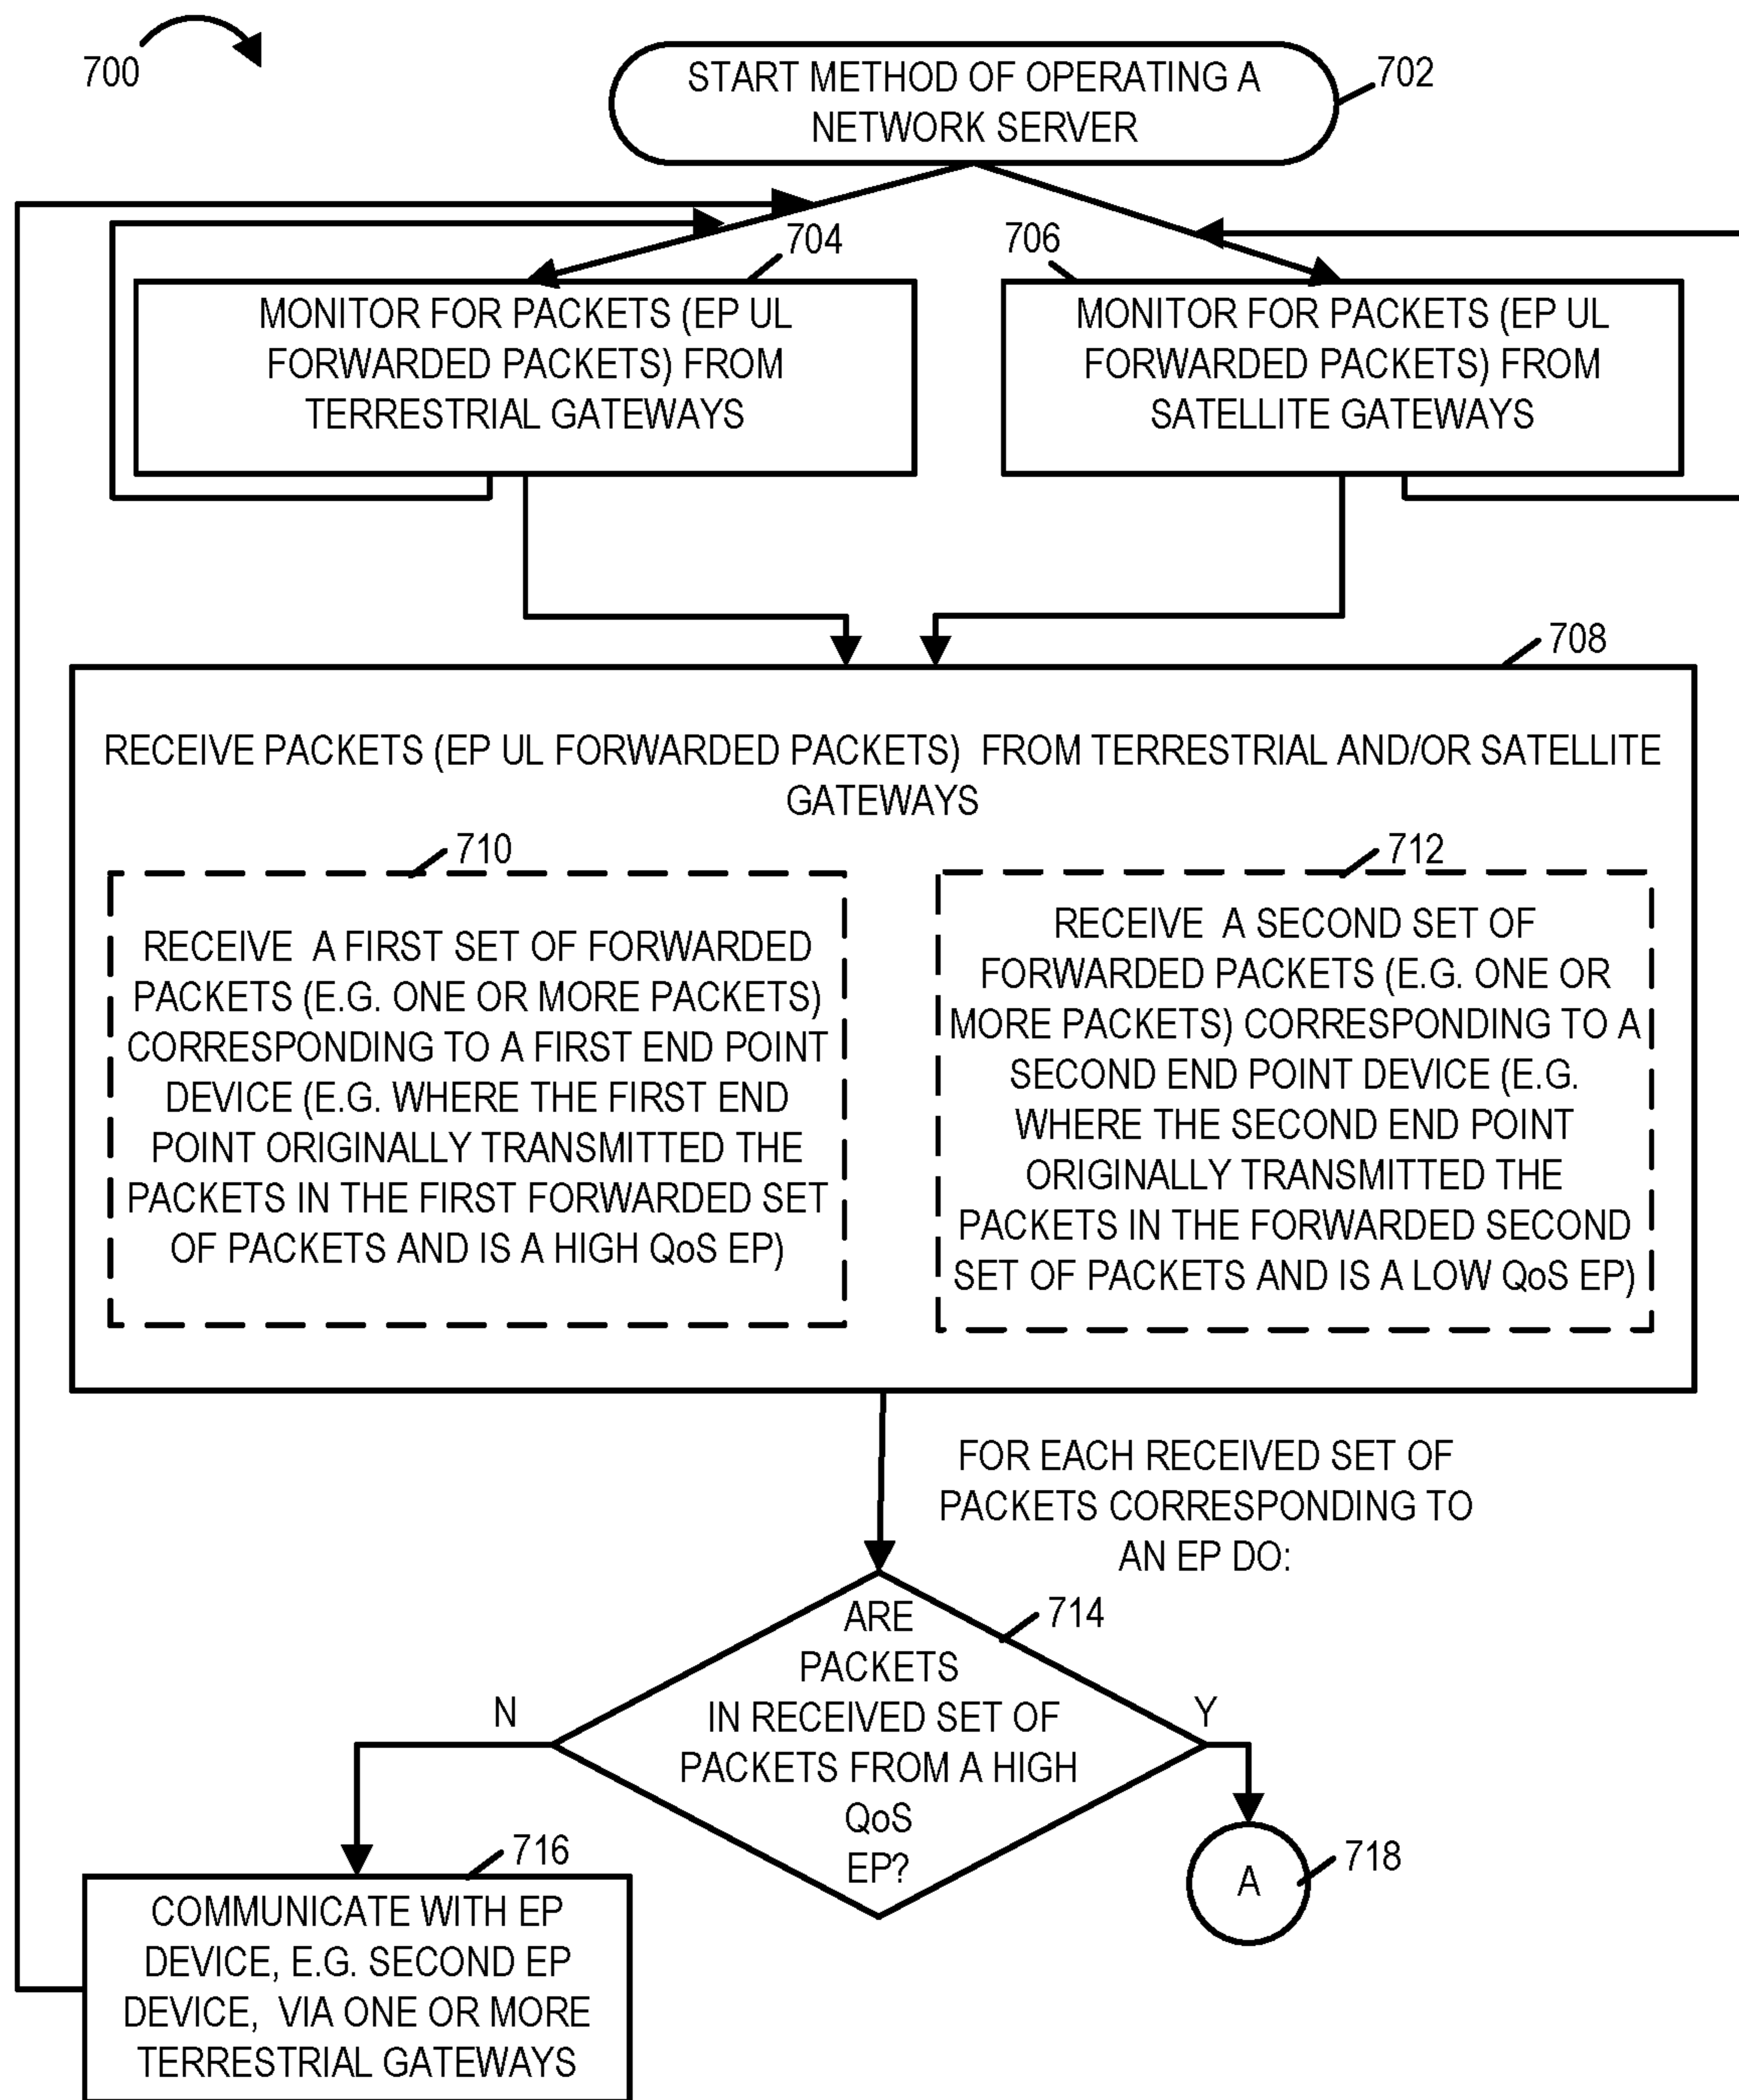 700
START METHOD OF OPERATING A
NETWORK SERVER
702
704
MONITOR FOR PACKETS (EP UL
FORWARDED PACKETS) FROM
TERRESTRIAL GATEWAYS
706
MONITOR FOR PACKETS (EP UL
FORWARDED PACKETS) FROM
SATELLITE GATEWAYS
708
RECEIVE PACKETS (EP UL FORWARDED PACKETS) FROM TERRESTRIAL AND/OR SATELLITE
GATEWAYS
710
RECEIVE A FIRST SET OF FORWARDED
PACKETS (E.G. ONE OR MORE PACKETS)
CORRESPONDING TO A FIRST END POINT
DEVICE (E.G. WHERE THE FIRST END
POINT ORIGINALLY TRANSMITTED THE
PACKETS IN THE FIRST FORWARDED SET
OF PACKETS AND IS A HIGH QoS EP)
712
RECEIVE A SECOND SET OF
FORWARDED PACKETS (E.G. ONE OR
MORE PACKETS) CORRESPONDING TO A
SECOND END POINT DEVICE (E.G.
WHERE THE SECOND END POINT
ORIGINALLY TRANSMITTED THE
PACKETS IN THE FORWARDED SECOND
SET OF PACKETS AND IS A LOW QoS EP)
FOR EACH RECEIVED SET OF
PACKETS CORRESPONDING TO
AN EP DO:
714
ARE
PACKETS
IN RECEIVED SET OF
PACKETS FROM A HIGH
QoS
EP?
N
Y
716
COMMUNICATE WITH EP
DEVICE, E.G. SECOND EP
DEVICE, VIA ONE OR MORE
TERRESTRIAL GATEWAYS
A
718